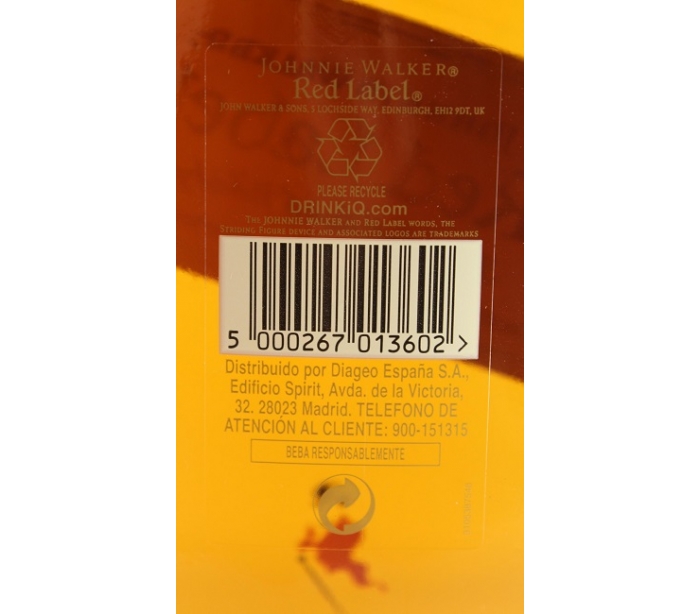 JOHNNIE WALKER®
Red Label®
JOHN WALKER & SONS, 1 LOCHSIDE WAY, EDINBURGH, EH12 9DT, UK
PLEASE RECYCLE
DRINKiQ.com
THE JOHNNIE WALKER AND RED LABEL WORDS, THE
STRIDING FIGURE DEVICE AND ASSOCIATED LOGOS ARE TRADEMARKS
5 000267 013602 >
Distribuido por Diageo España S.A.,
Edificio Spirit, Avda. de la Victoria,
32. 28023 Madrid. TELEFONO DE
ATENCIÓN AL CLIENTE: 900-151315
BEBA RESPONSABLEMENTE